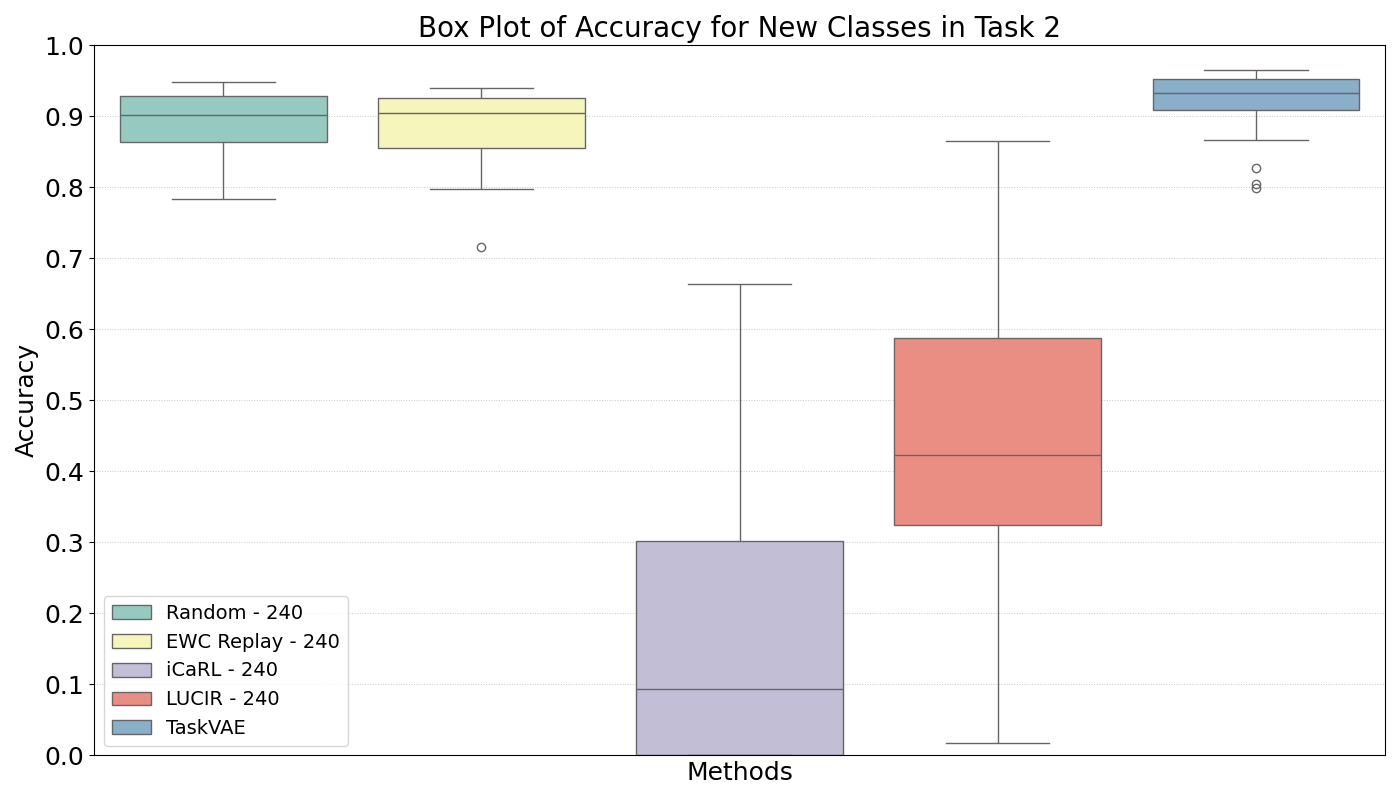 Box Plot of Accuracy for New Classes in Task 2
1.0
0.9
0.8
0.7
0.6
0.5
0.4
0.3
0.2
0.1
0.0
Accuracy
Random - 240
EWC Replay - 240
iCaRL - 240
LUCIR - 240
TaskVAE
Methods